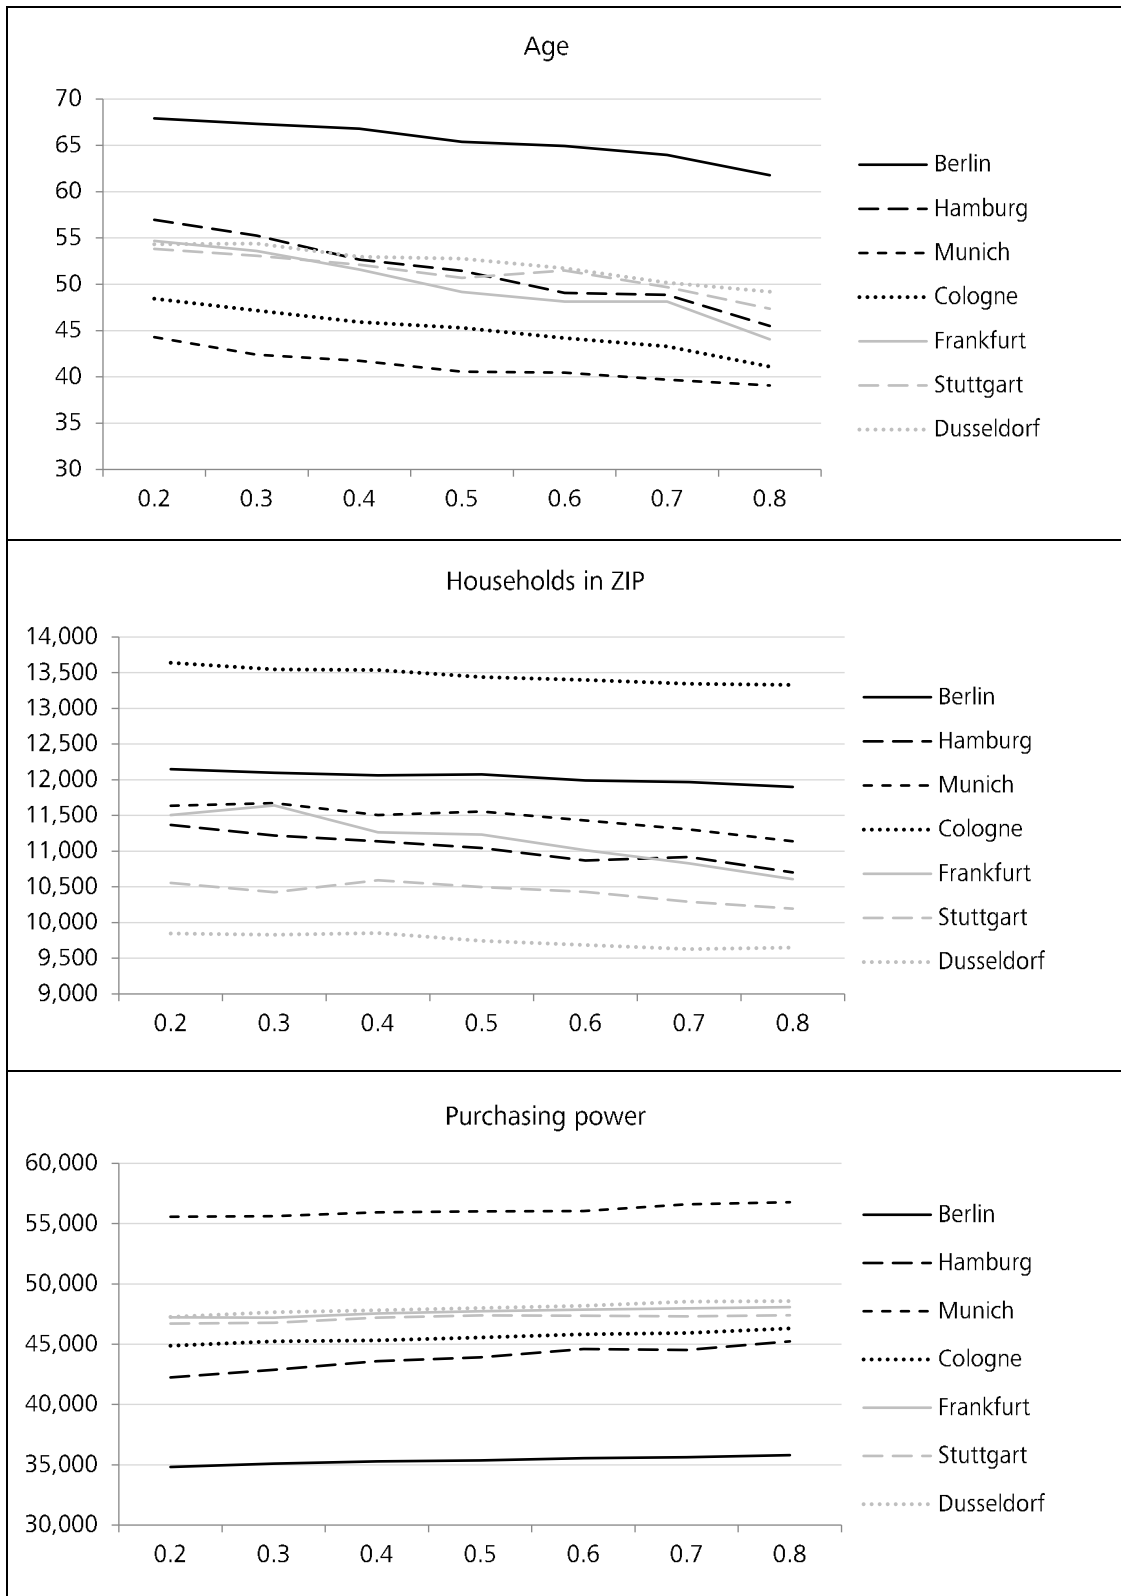 Age
70
65
60
55
50
45
40
35
30
0.2 0.3 0.4 0.5 0.6 0.7 0.8
Berlin
Hamburg
Munich
Cologne
Frankfurt
Stuttgart
Dusseldorf
Households in ZIP
14,000
13,500
13,000
12,500
12,000
11,500
11,000
10,500
10,000
9,500
9,000
0.2 0.3 0.4 0.5 0.6 0.7 0.8
Berlin
Hamburg
Munich
Cologne
Frankfurt
Stuttgart
Dusseldorf
Purchasing power
60,000
55,000
50,000
45,000
40,000
35,000
30,000
0.2 0.3 0.4 0.5 0.6 0.7 0.8
Berlin
Hamburg
Munich
Cologne
Frankfurt
Stuttgart
Dusseldorf